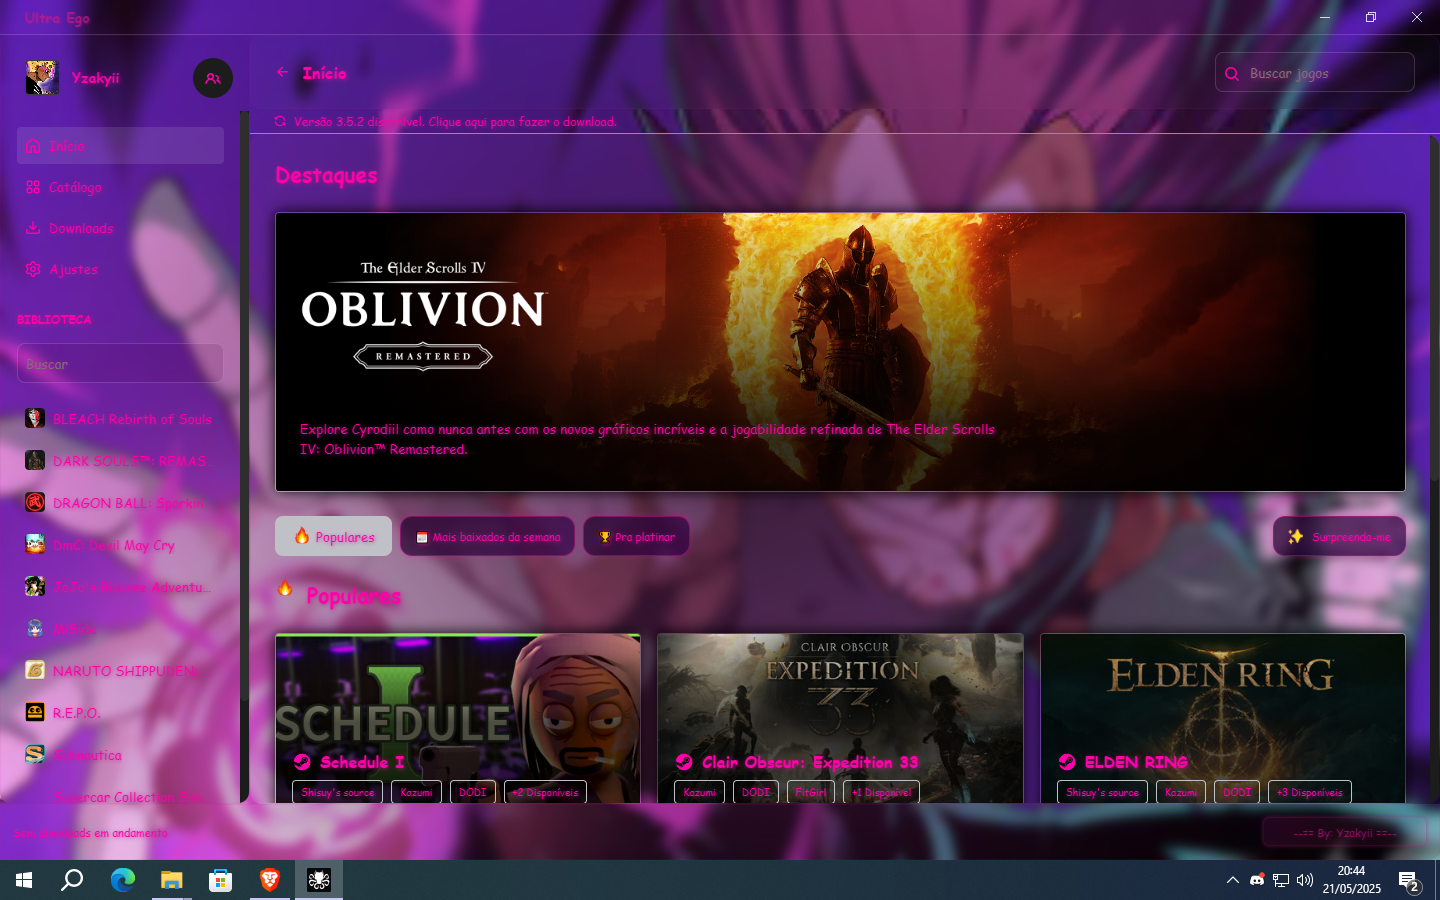 Ultra Ego
Yzakyii
Início
Buscar jogos
Versão 3.5.2 disponível. Clique aqui para fazer o download.
Início
Catálogo
Downloads
Ajustes
BIBLIOTECA
Buscar
BLEACH Rebirth of Souls
DARK SOULS™: REMAS...
DRAGON BALL: Sparkin...
DmC: Devil May Cry
JoJo's Bizarre Adventu...
MiSide
NARUTO SHIPPUDEN:
R.E.P.O.
Subnautica
Supercar Collection
Sem downloads em andamento
Destaques
The Elder Scrolls IV
OBLIVION
REMASTERED
Explore Cyrodiil como nunca antes com os novos gráficos incríveis e a jogabilidade refinada de The Elder Scrolls
IV: Oblivion™ Remastered.
Populares
Mais baixados da semana
Pra platinar
Surpreenda-me
Populares
SCHEDULE I
Schedule I
Shisuy's source
Kazumi
DODI
+2 Disponíveis
CLAIR OBSCUR
EXPEDITION
33
Clair Obscur: Expedition 33
Kazumi
DODI
FitGirl
+1 Disponível
ELDEN RING
ELDEN RING
Shisuy's source
Kazumi
DODI
+3 Disponíveis
--== By: Yzakyii ==--
20:44
21/05/2025
2